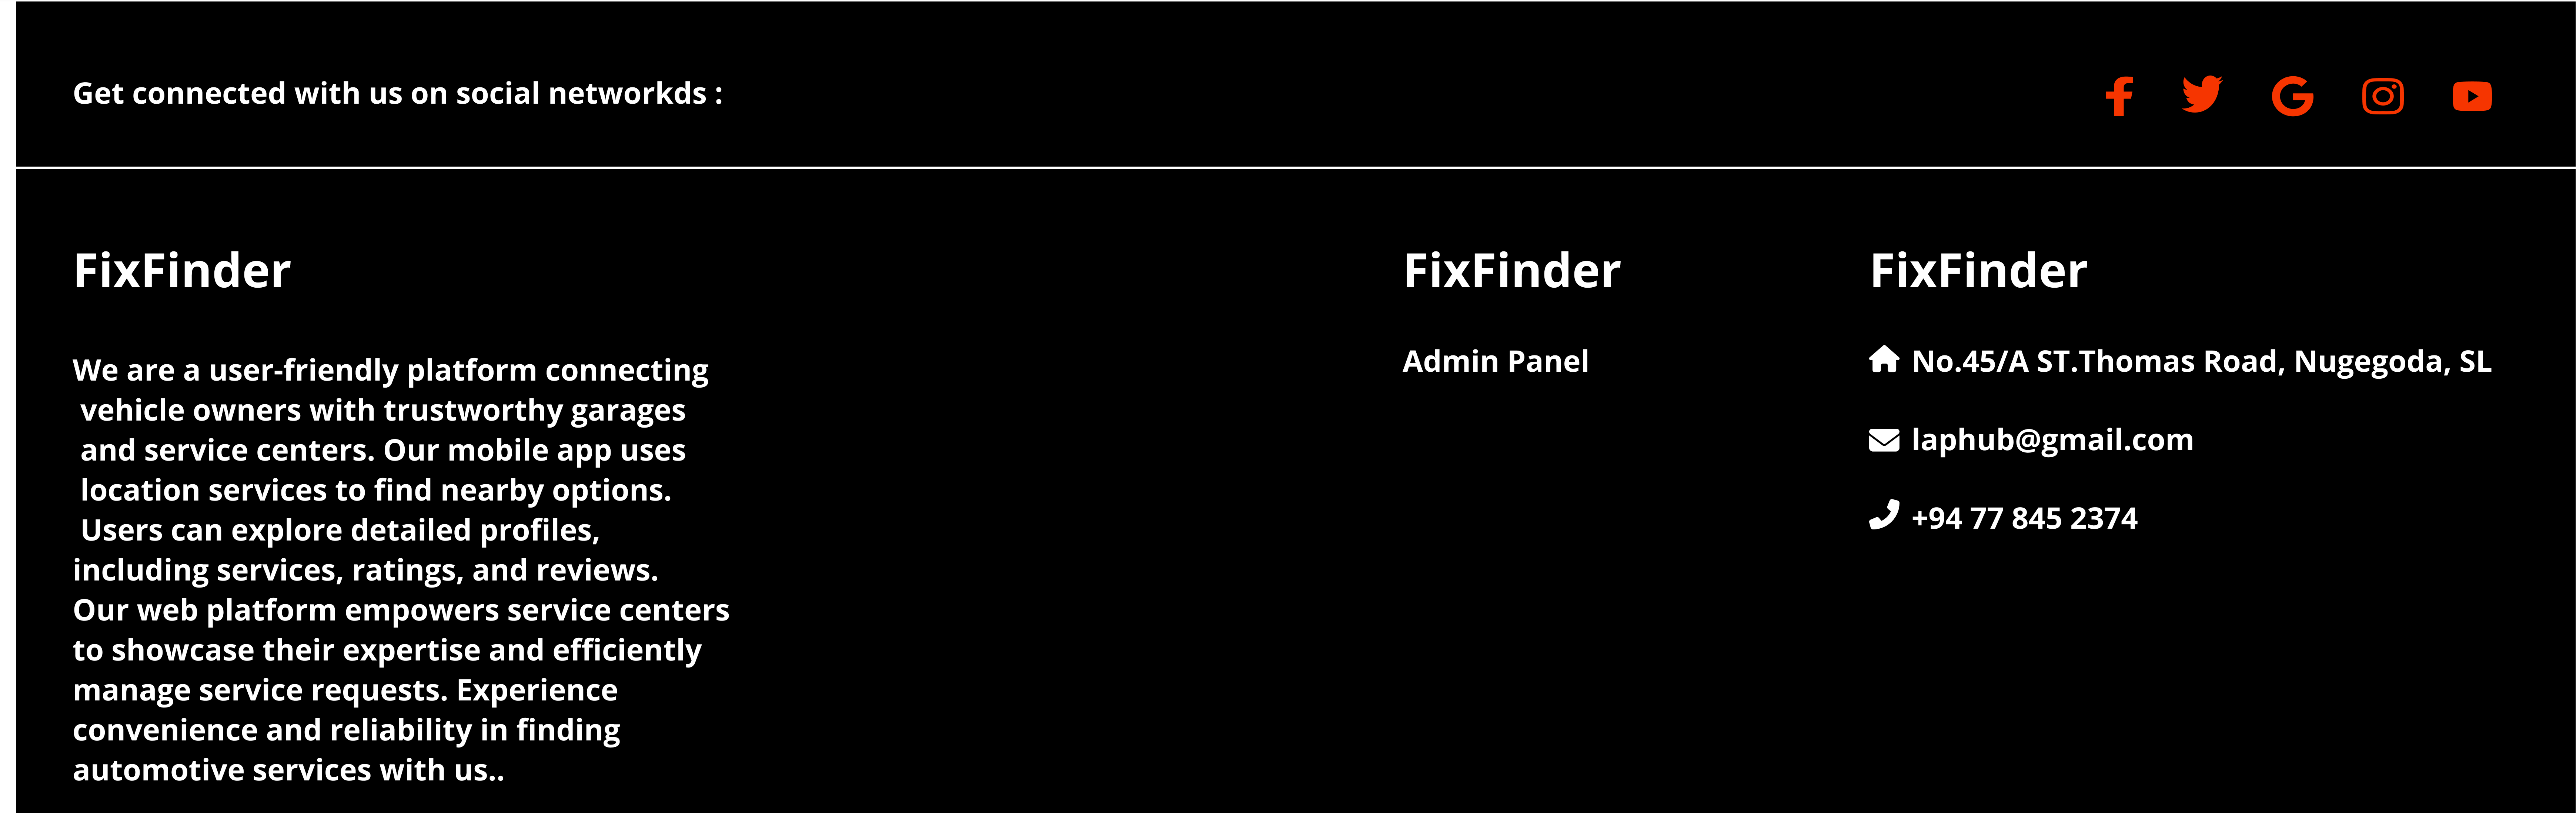 Get connected with us on social networkds :
FixFinder
We are a user-friendly platform connecting
vehicle owners with trustworthy garages
and service centers. Our mobile app uses
location services to find nearby options.
Users can explore detailed profiles,
including services, ratings, and reviews.
Our web platform empowers service centers
to showcase their expertise and efficiently
manage service requests. Experience
convenience and reliability in finding
automotive services with us..
FixFinder
Admin Panel
FixFinder
No.45/A ST.Thomas Road, Nugegoda, SL
laphub@gmail.com
+94 77 845 2374